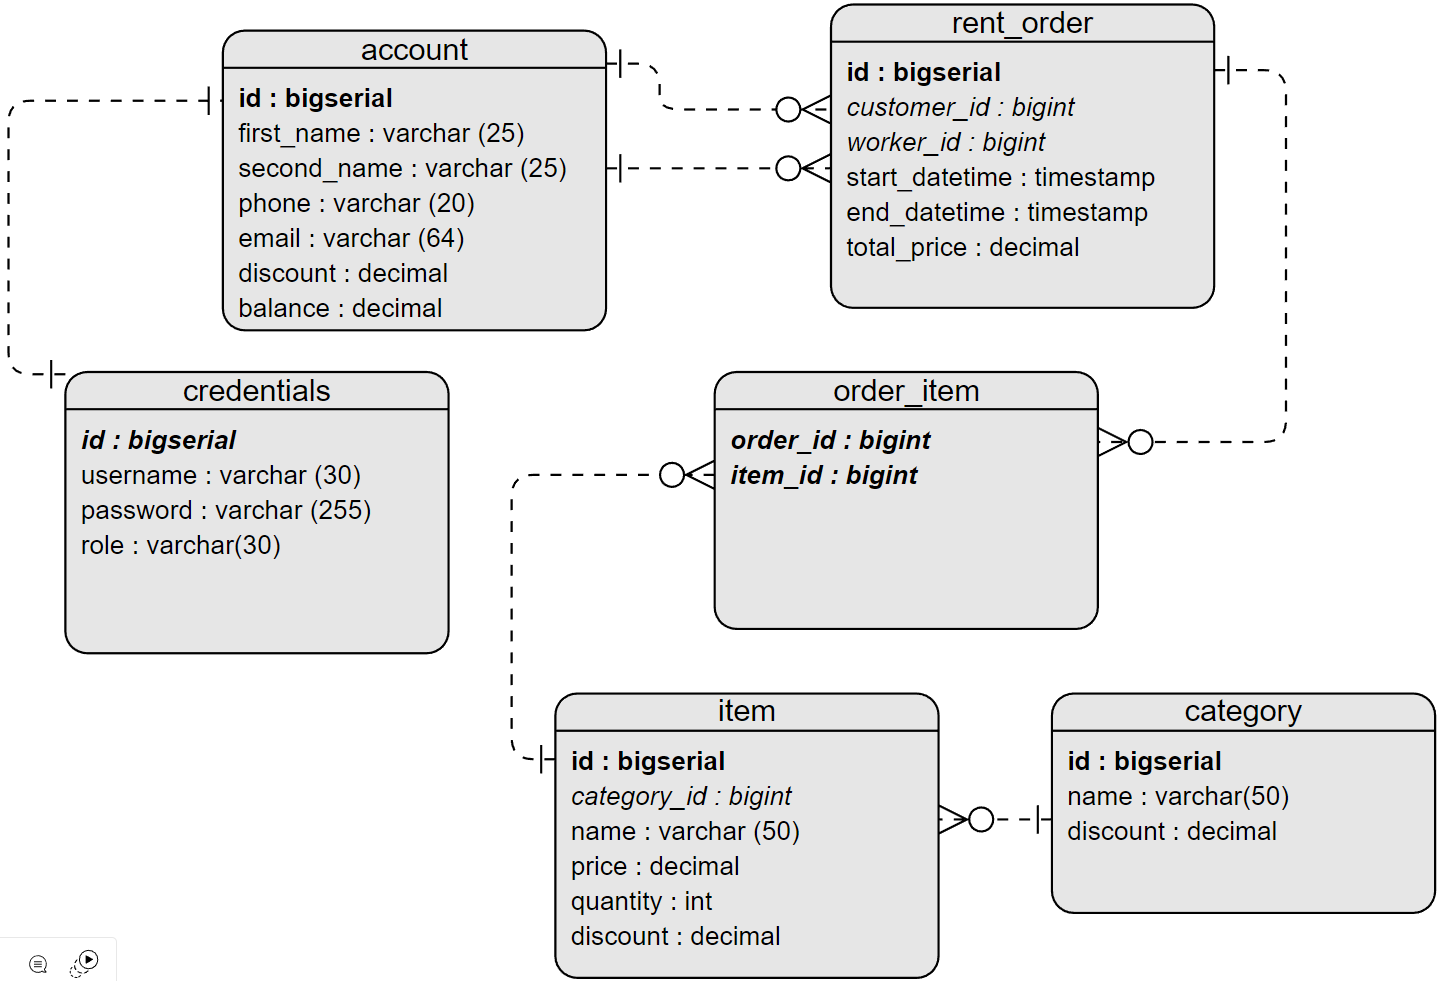 account
id : bigserial
first_name : varchar (25)
second_name : varchar (25)
phone : varchar (20)
email : varchar (64)
discount : decimal
balance : decimal
rent_order
id : bigserial
customer_id : bigint
worker_id : bigint
start_datetime : timestamp
end_datetime : timestamp
total_price : decimal
credentials
id : bigserial
username : varchar (30)
password : varchar (255)
role : varchar(30)
order_item
order_id : bigint
item_id : bigint
item
id : bigserial
category_id : bigint
name : varchar (50)
price : decimal
quantity : int
discount : decimal
category
id : bigserial
name : varchar(50)
discount : decimal